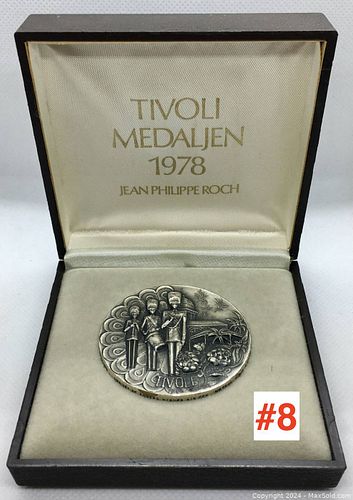 TIVOLI
MEDALJEN
1978
JEAN PHILIPPE ROCH
TIVOLI
#8
Copyright © 2024 - MaxSold.com